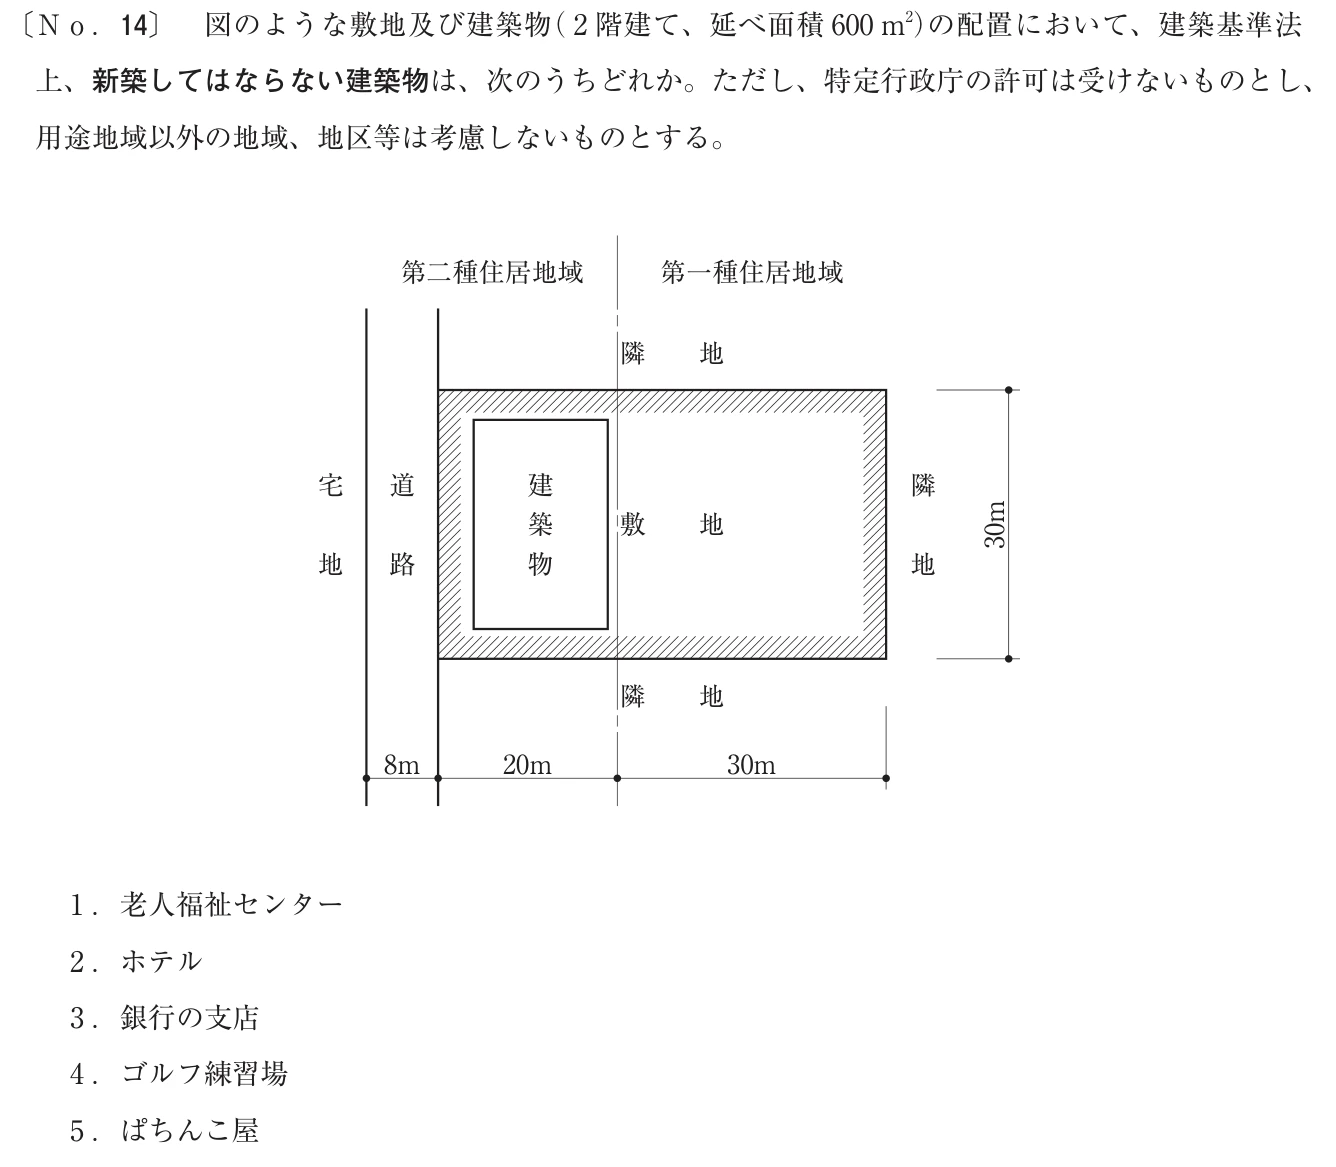 〔Ｎｏ．14〕　図のような敷地及び建築物(２階建て、延べ面積 600 m²)の配置において、建築基準法
上、新築してはならない建築物は、次のうちどれか。ただし、特定行政庁の許可は受けないものとし、
用途地域以外の地域、地区等は考慮しないものとする。
第二種住居地域　第一種住居地域
隣　地
宅地
道路
建築物
敷　地
隣地
30m
隣　地
8m　20m　30m
１．老人福祉センター
２．ホテル
３．銀行の支店
４．ゴルフ練習場
５．ぱちんこ屋